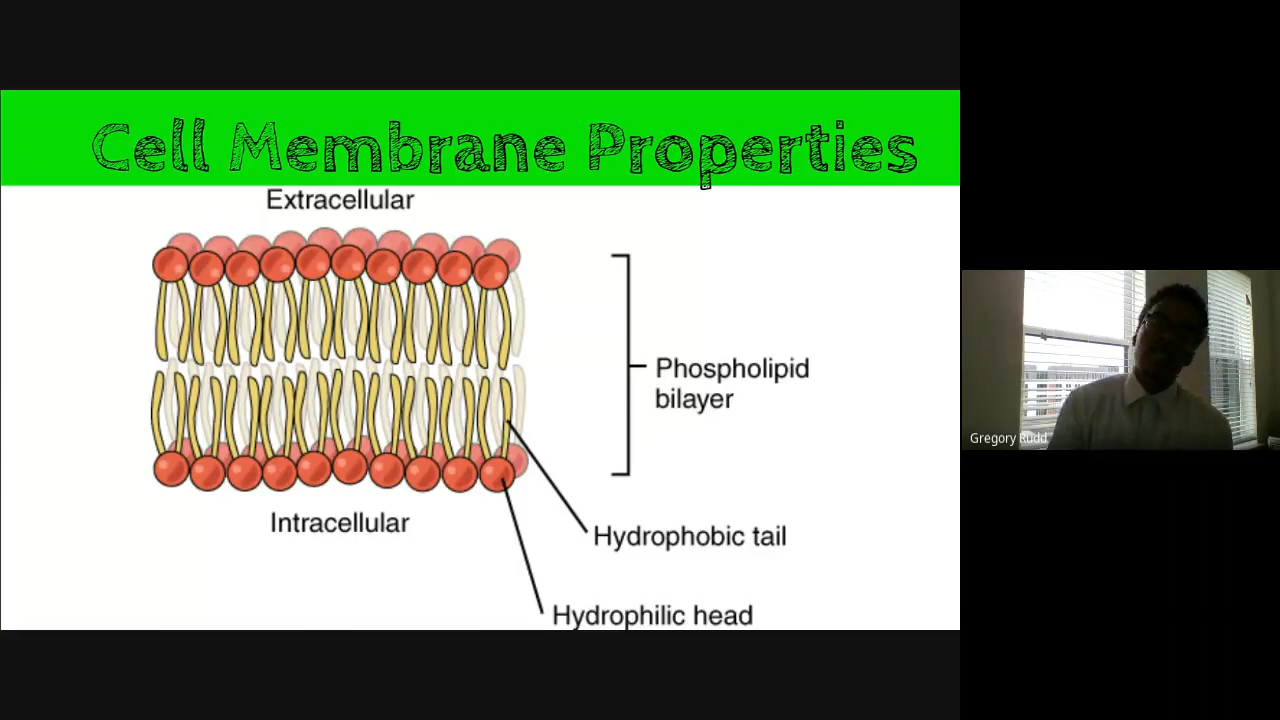 Cell Membrane Properties
Extracellular
Phospholipid
bilayer
Intracellular
Hydrophobic tail
Hydrophilic head
Gregory Rudd